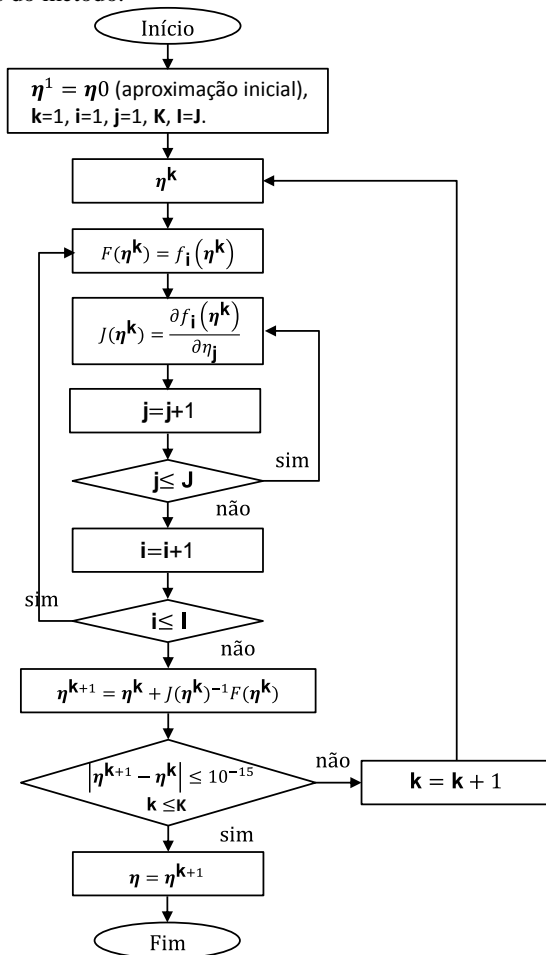 Início
𝜼¹ = 𝜼0 (aproximação inicial),
k=1, i=1, j=1, K, I=J.
𝜼ᵏ
F(𝜼ᵏ) = fᵢ(𝜼ᵏ)
J(𝜼ᵏ) = ∂fᵢ(𝜼ᵏ)/∂ηⱼ
j=j+1
sim
j≤ J
não
i=i+1
sim
i≤ I
não
𝜼ᵏ⁺¹ = 𝜼ᵏ + J(𝜼ᵏ)⁻¹F(𝜼ᵏ)
não
|𝜼ᵏ⁺¹ − 𝜼ᵏ| ≤ 10⁻¹⁵
k ≤K
k = k + 1
sim
𝜼 = 𝜼ᵏ⁺¹
Fim